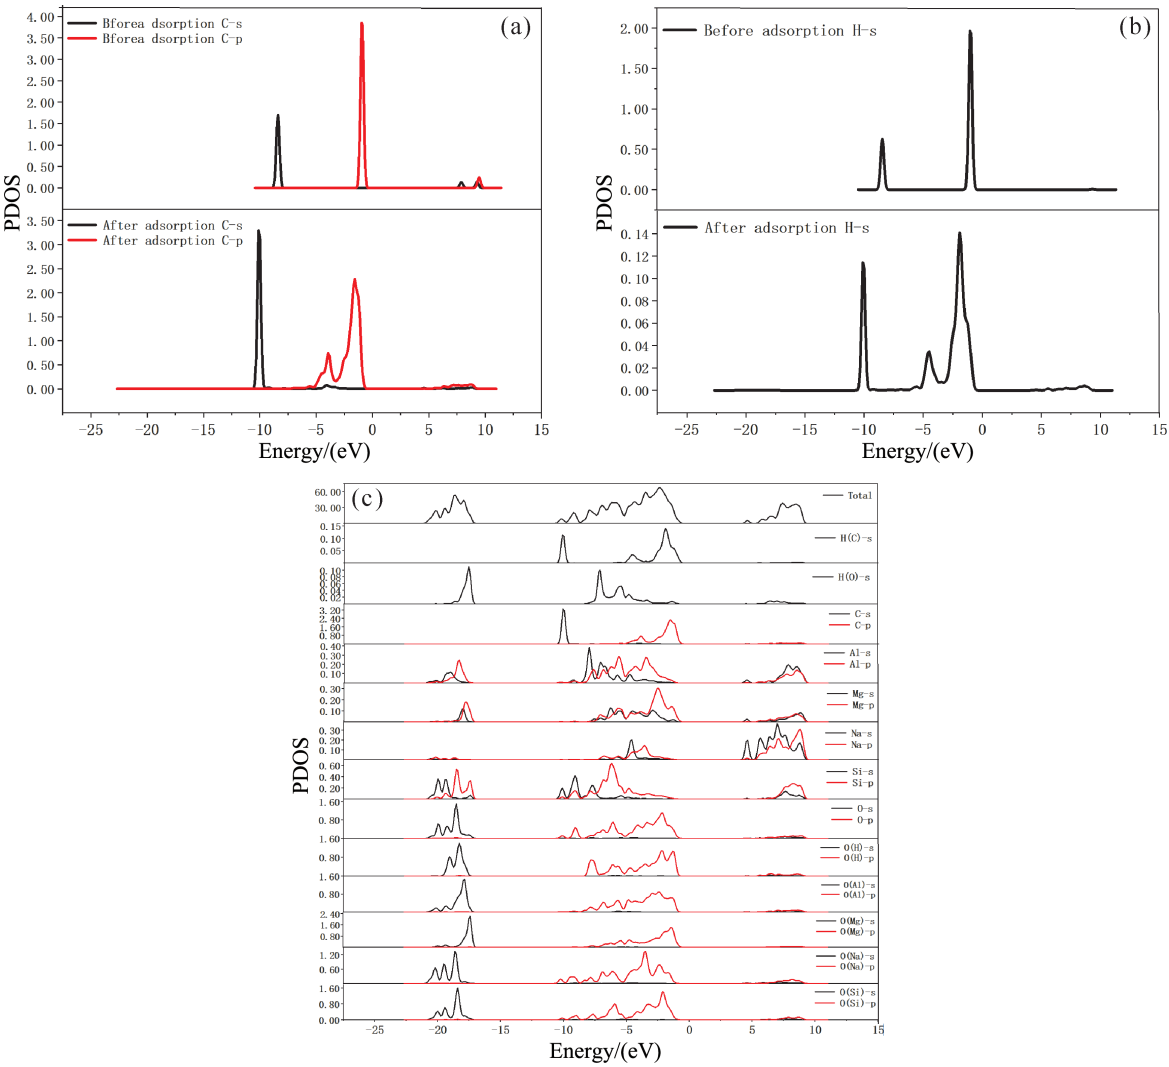 (a)
Bforea dsorption C-s
Bforea dsorption C-p
4.00
3.50
3.00
2.50
2.00
1.50
1.00
0.50
0.00
After adsorption C-s
After adsorption C-p
3.50
3.00
2.50
2.00
1.50
1.00
0.50
0.00
PDOS
-25 -20 -15 -10 -5 0 5 10 15
Energy/(eV)
(b)
Before adsorption H-s
2.00
1.50
1.00
0.50
0.00
After adsorption H-s
0.14
0.12
0.10
0.08
0.06
0.04
0.02
0.00
PDOS
-25 -20 -15 -10 -5 0 5 10 15
Energy/(eV)
(c)
60.00
30.00
Total
0.15
0.10
0.05
H(C)-s
0.10
0.08
0.06
0.04
0.02
H(O)-s
3.20
2.40
1.60
0.80
C-s
C-p
0.40
0.30
0.20
0.10
Al-s
Al-p
0.30
0.20
0.10
Mg-s
Mg-p
0.30
0.20
0.10
Na-s
Na-p
0.60
0.40
0.20
Si-s
Si-p
1.60
0.80
O-s
O-p
1.60
0.80
O(H)-s
O(H)-p
1.60
0.80
O(Al)-s
O(Al)-p
2.40
1.60
0.80
O(Mg)-s
O(Mg)-p
1.20
0.60
O(Na)-s
O(Na)-p
1.60
0.80
0.00
O(Si)-s
O(Si)-p
PDOS
-25 -20 -15 -10 -5 0 5 10 15
Energy/(eV)